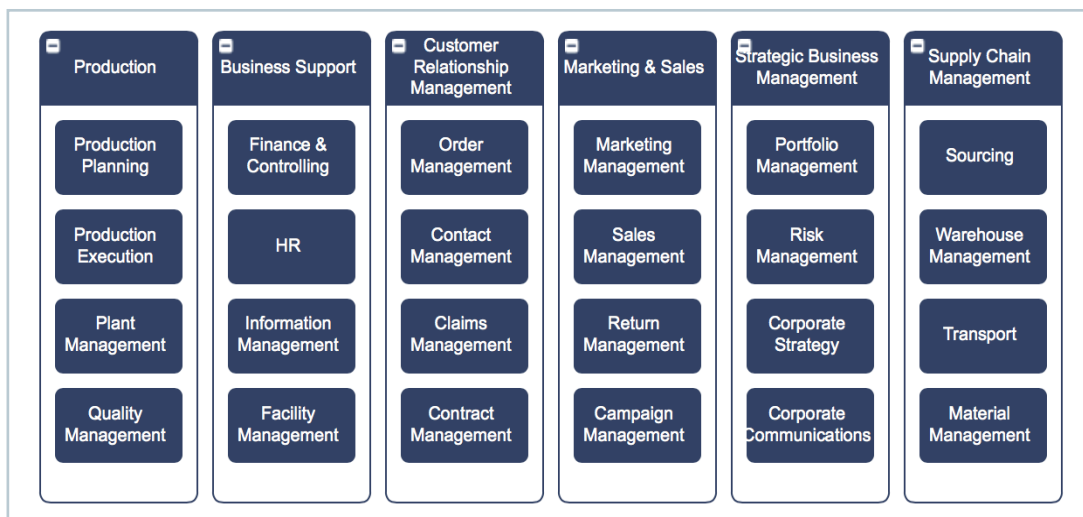 Production
Production
Planning
Production
Execution
Plant
Management
Quality
Management
Business Support
Finance &
Controlling
HR
Information
Management
Facility
Management
Customer
Relationship
Management
Order
Management
Contact
Management
Claims
Management
Contract
Management
Marketing & Sales
Marketing
Management
Sales
Management
Return
Management
Campaign
Management
Strategic Business
Management
Portfolio
Management
Risk
Management
Corporate
Strategy
Corporate
Communications
Supply Chain
Management
Sourcing
Warehouse
Management
Transport
Material
Management